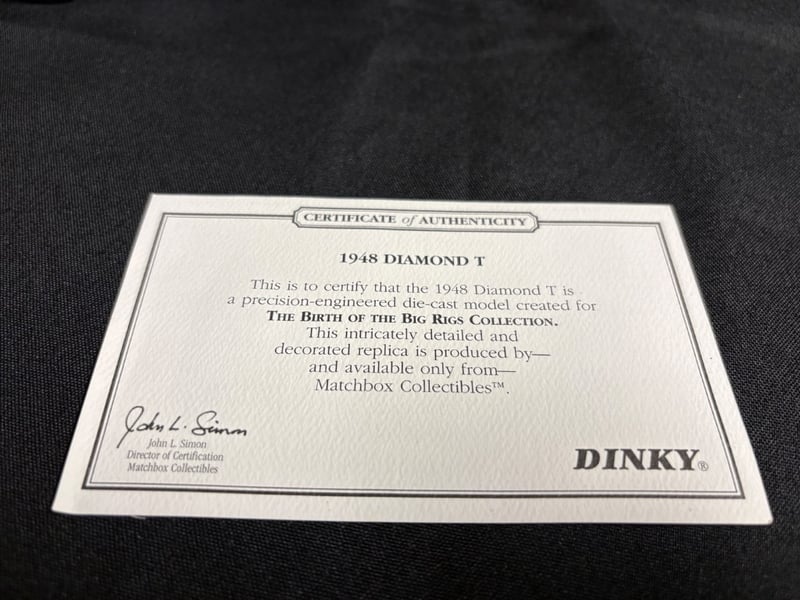 CERTIFICATE of AUTHENTICITY
1948 DIAMOND T
This is to certify that the 1948 Diamond T is
a precision-engineered die-cast model created for
THE BIRTH OF THE BIG RIGS COLLECTION.
This intricately detailed and
decorated replica is produced by—
and available only from—
Matchbox Collectibles™.
John L. Simon
John L. Simon
Director of Certification
Matchbox Collectibles
DINKY®